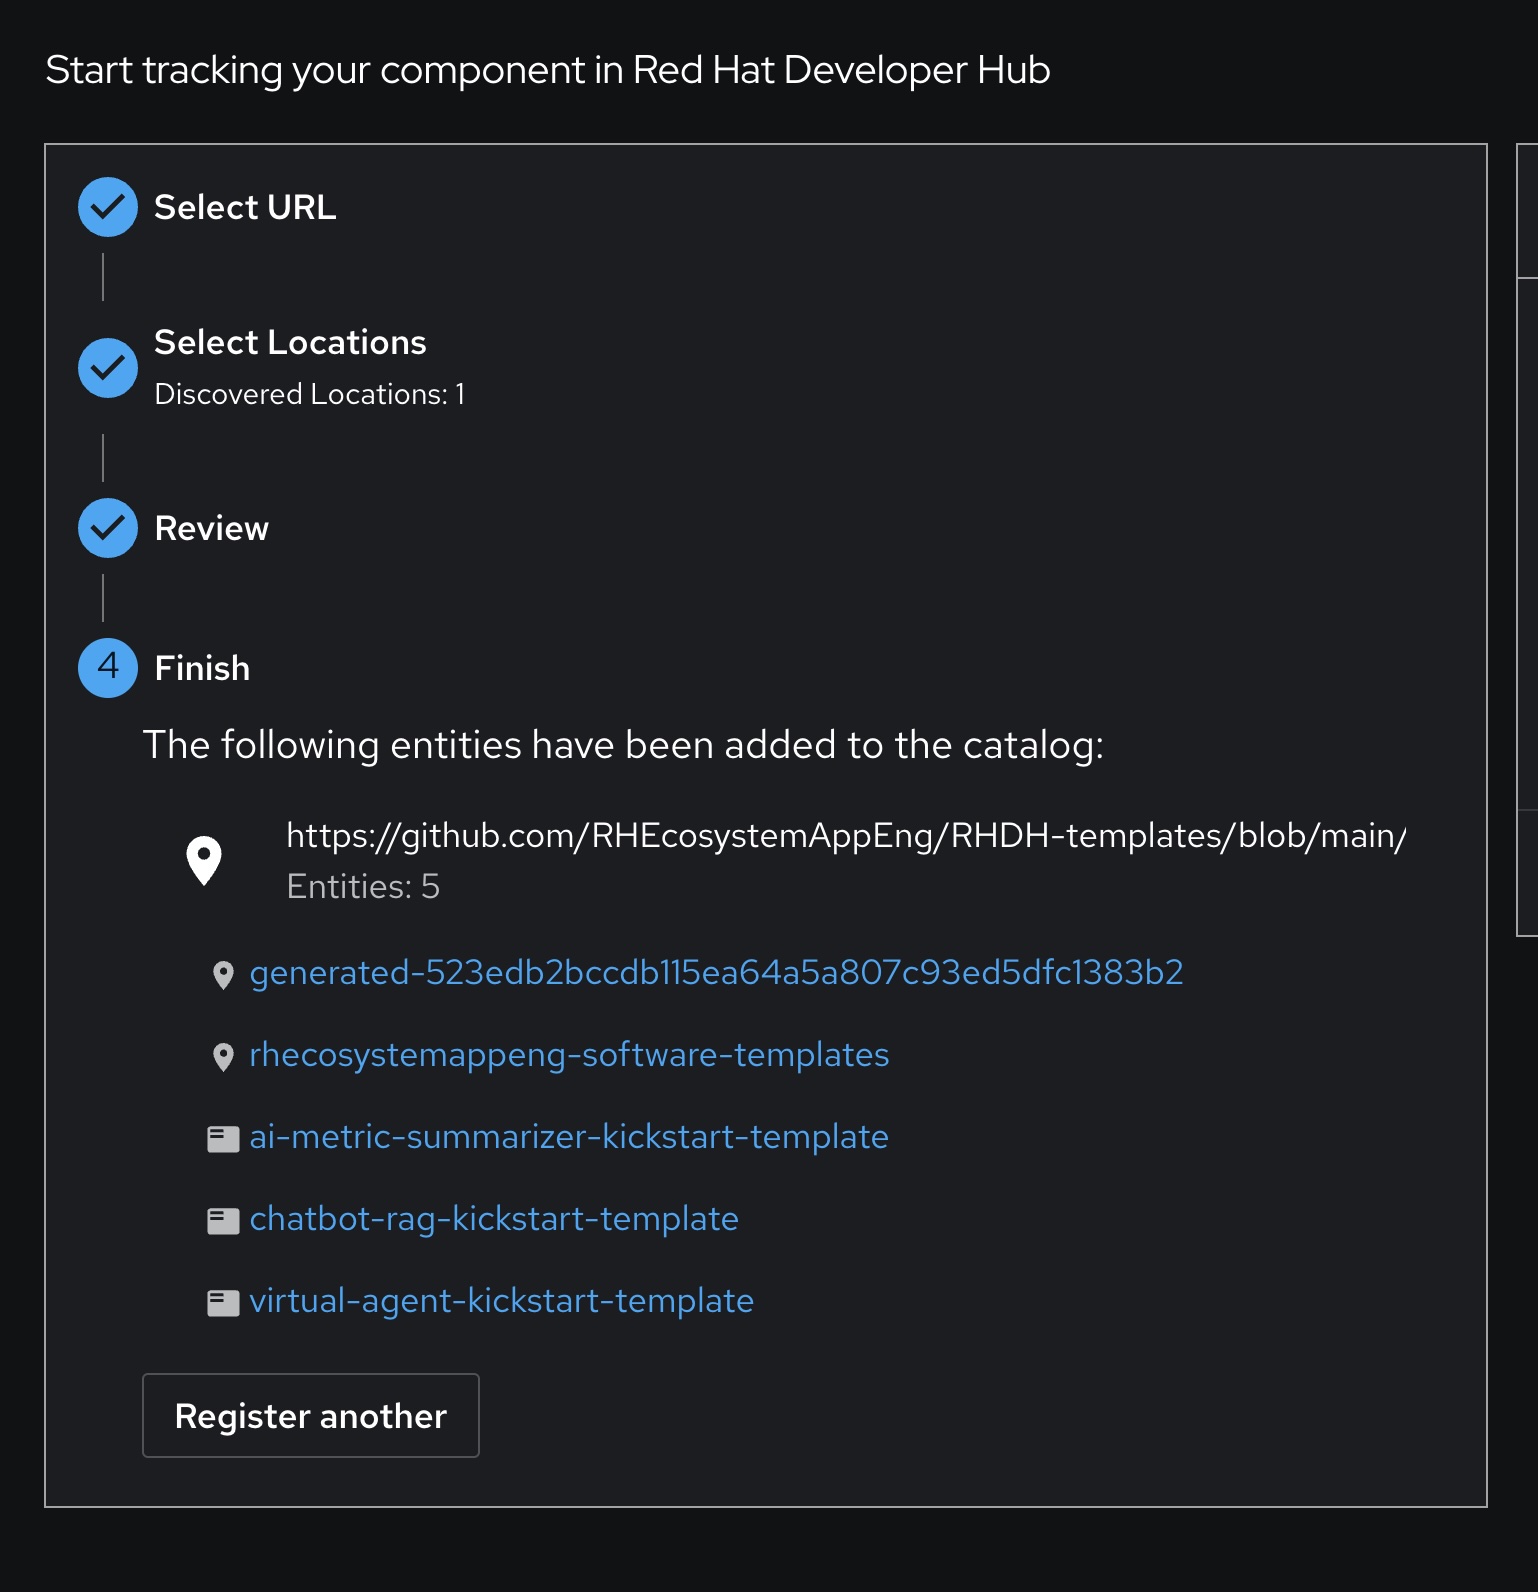 Start tracking your component in Red Hat Developer Hub
Select URL
Select Locations
Discovered Locations: 1
Review
4 Finish
The following entities have been added to the catalog:
https://github.com/RHEcosystemAppEng/RHDH-templates/blob/main/
Entities: 5
generated-523edb2bccdb115ea64a5a807c93ed5dfc1383b2
rhecosystemappeng-software-templates
ai-metric-summarizer-kickstart-template
chatbot-rag-kickstart-template
virtual-agent-kickstart-template
Register another